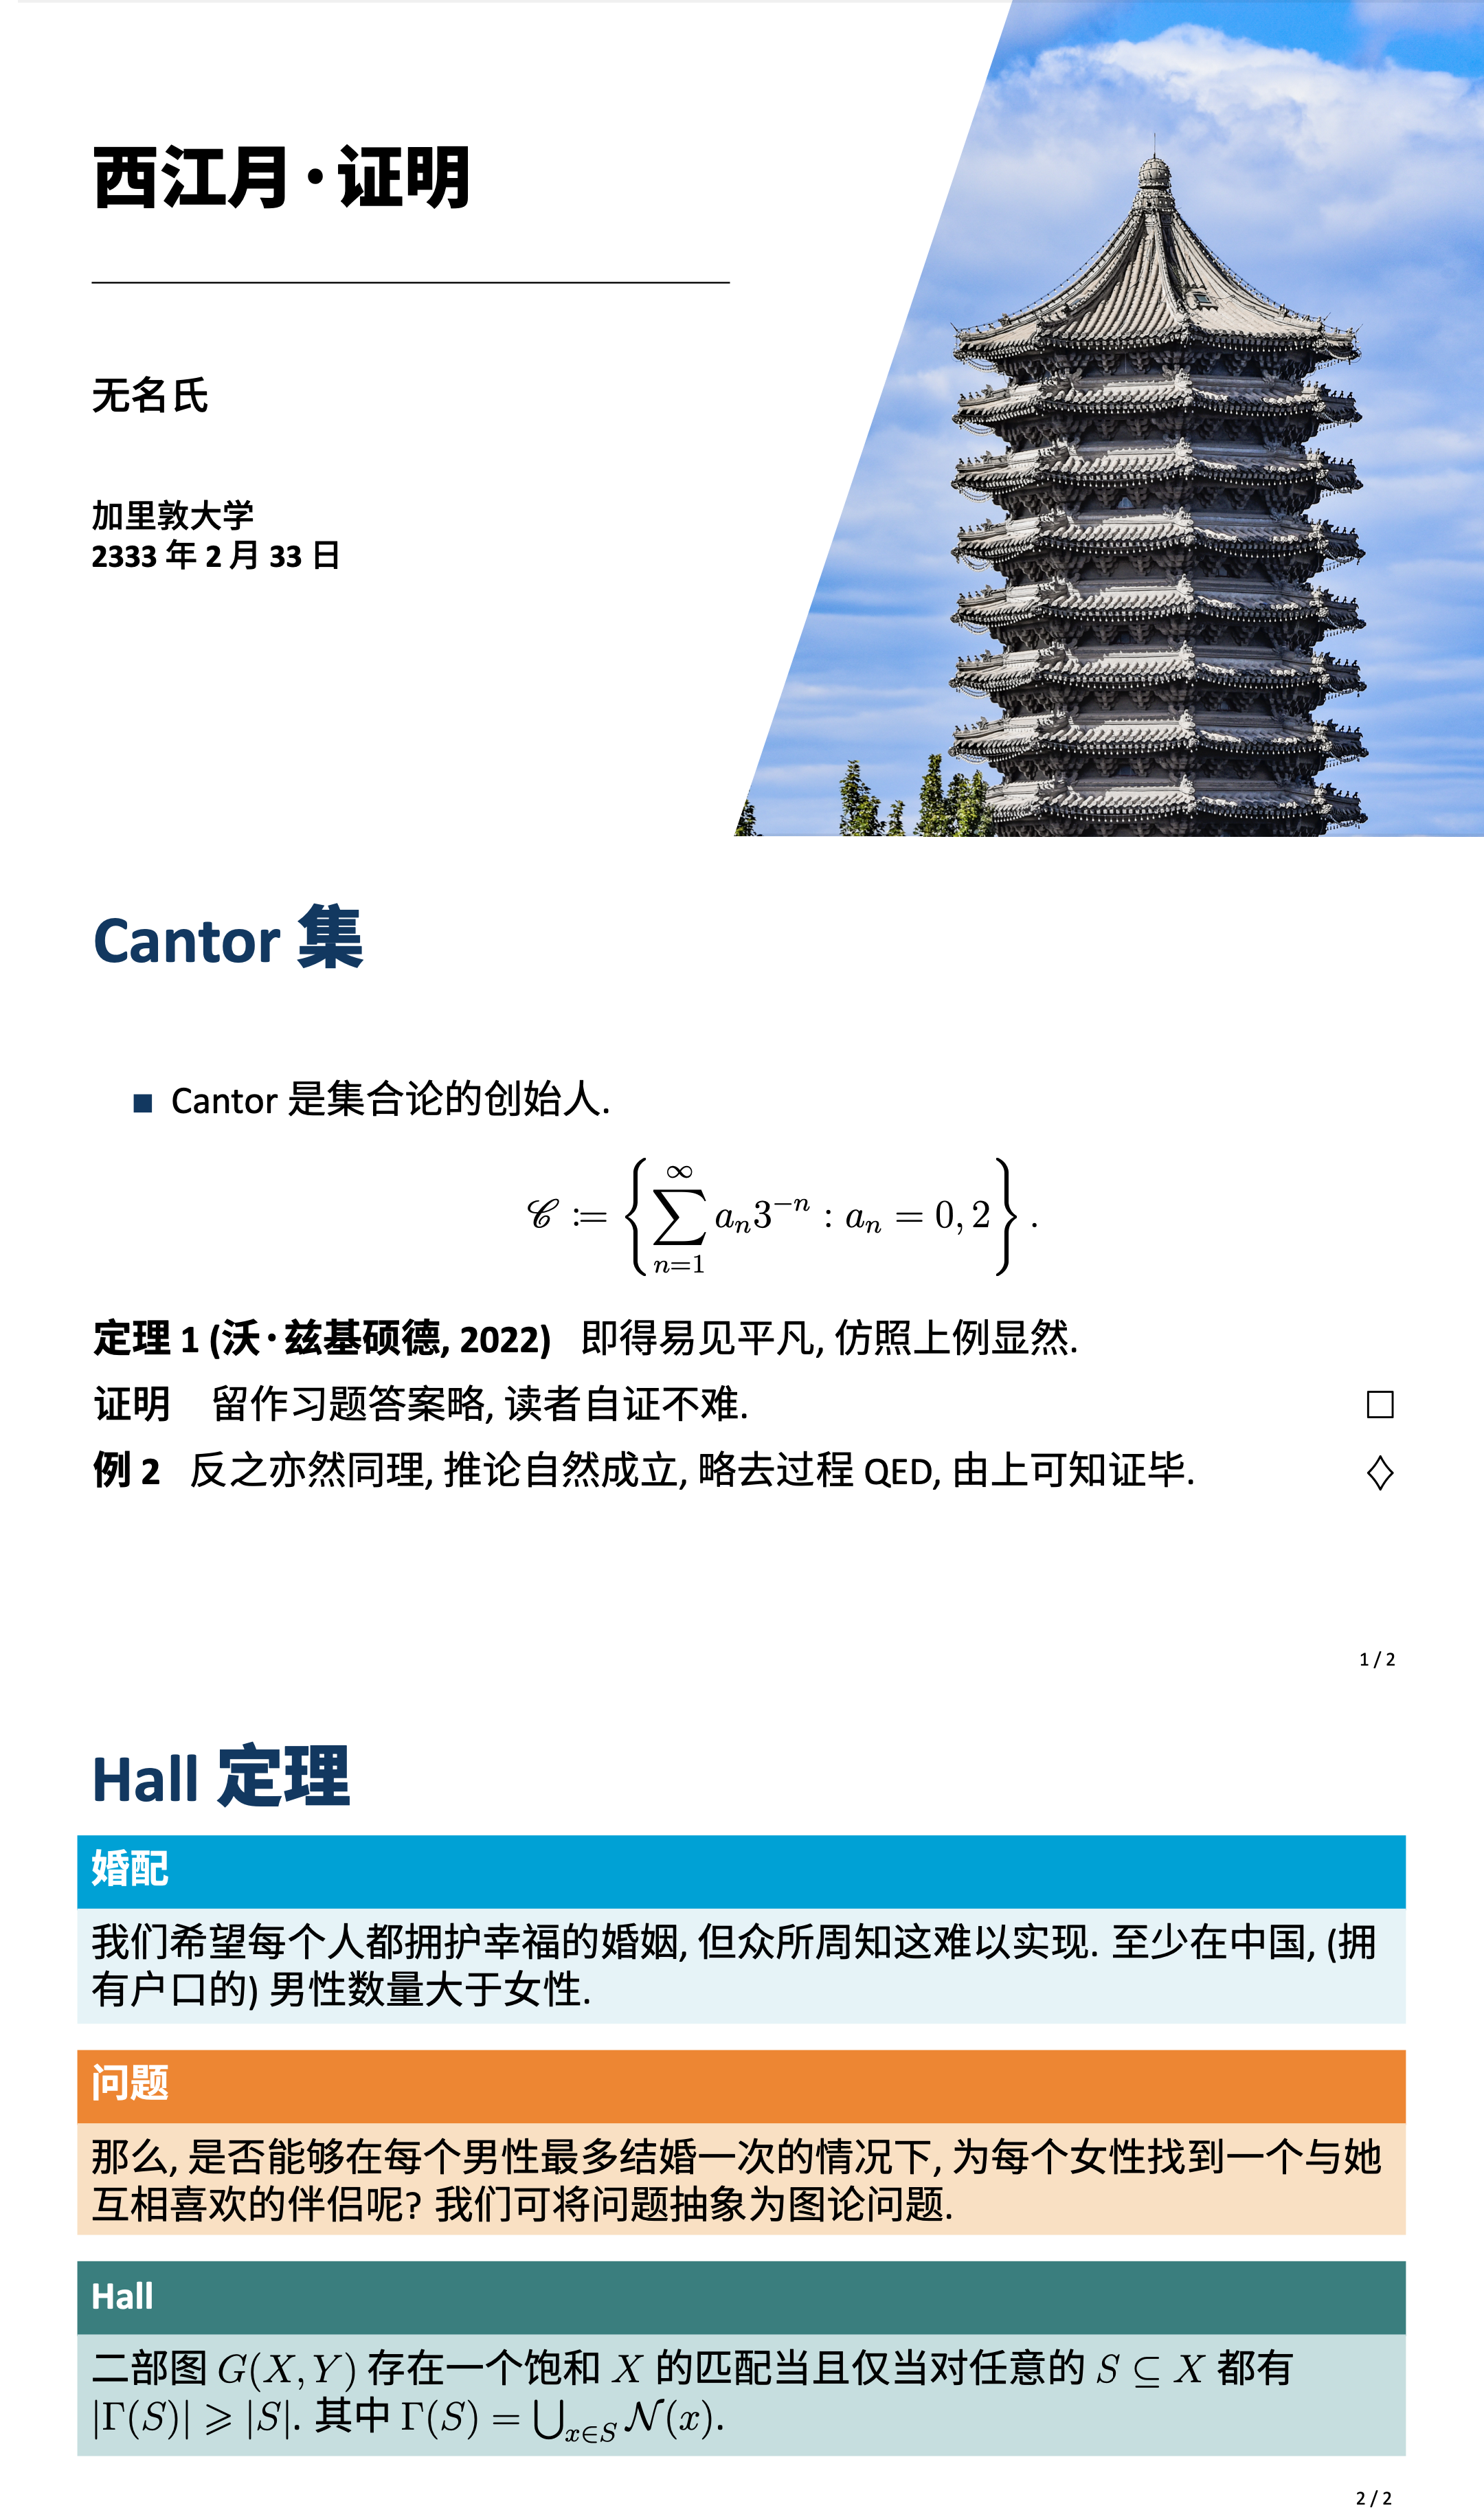 西江月·证明
无名氏
加里敦大学
2333 年 2 月 33 日
Cantor 集
■ Cantor 是集合论的创始人.
𝒞 := { ∑_{n=1}^{∞} a_n 3^{−n} : a_n = 0, 2 } .
定理 1 (沃·兹基硕德, 2022) 即得易见平凡, 仿照上例显然.
证明 留作习题答案略, 读者自证不难. □
例 2 反之亦然同理, 推论自然成立, 略去过程 QED, 由上可知证毕. ◇
1 / 2
Hall 定理
婚配
我们希望每个人都拥护幸福的婚姻, 但众所周知这难以实现. 至少在中国, (拥
有户口的) 男性数量大于女性.
问题
那么, 是否能够在每个男性最多结婚一次的情况下, 为每个女性找到一个与她
互相喜欢的伴侣呢? 我们可将问题抽象为图论问题.
Hall
二部图 G(X, Y) 存在一个饱和 X 的匹配当且仅当对任意的 S ⊆ X 都有
|Γ(S)| ⩾ |S|. 其中 Γ(S) = ⋃_{x∈S} 𝒩(x).
2 / 2